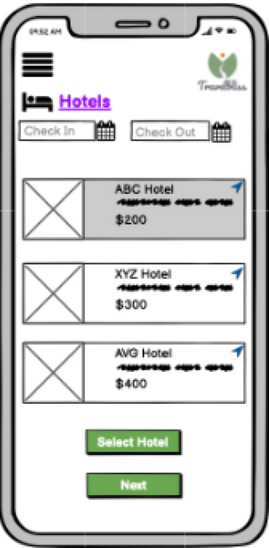 09:52 AM
Travelbliss
Hotels
Check In
Check Out
ABC Hotel
$200
XYZ Hotel
$300
AVG Hotel
$400
Select Hotel
Next